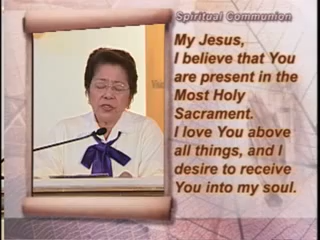 Spiritual Communion
My Jesus,
I believe that You
are present in the
Most Holy
Sacrament.
I love You above
all things, and I
desire to receive
You into my soul.